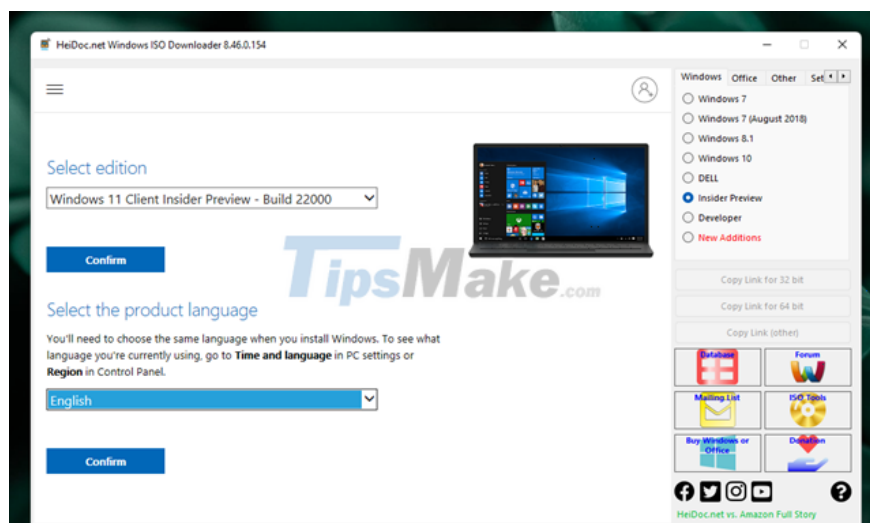 HeiDoc.net Windows ISO Downloader 8.46.0.154
Select edition
Windows 11 Client Insider Preview - Build 22000
Confirm
Select the product language
You'll need to choose the same language when you install Windows. To see what
language you're currently using, go to Time and language in PC settings or
Region in Control Panel.
English
Confirm
TipsMake.com
Windows Office Other Set
Windows 7
Windows 7 (August 2018)
Windows 8.1
Windows 10
DELL
Insider Preview
Developer
New Additions
Copy Link for 32 bit
Copy Link for 64 bit
Copy Link (other)
Database Forum
Mailing List ISO Tools
Buy Windows or
Office
Donation
HeiDoc.net vs. Amazon Full Story